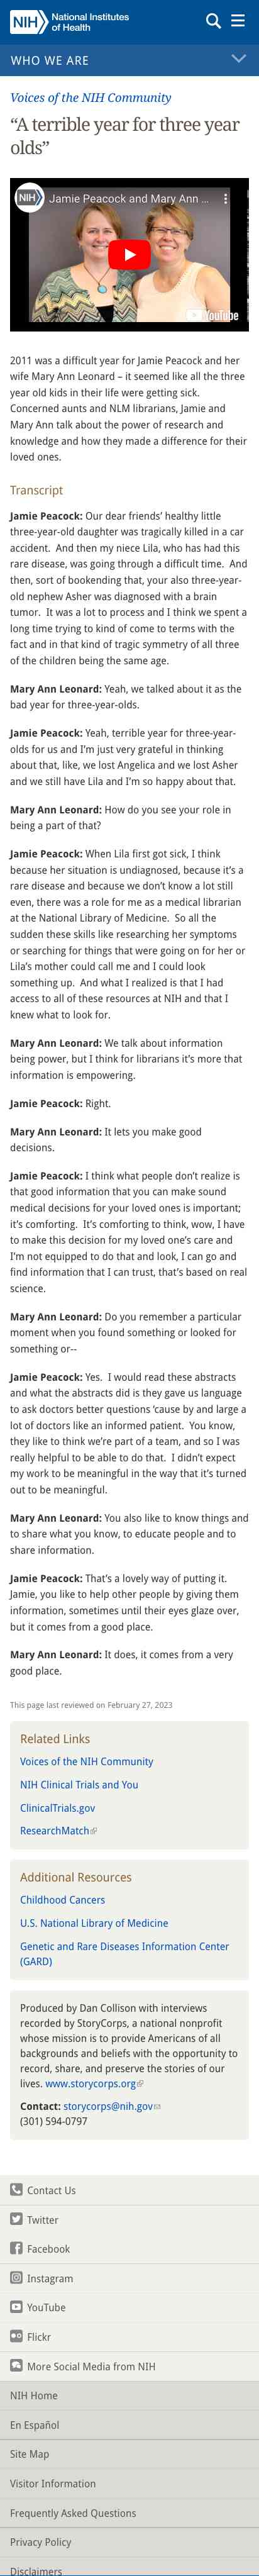 NIH National Institutes
of Health
WHO WE ARE
Voices of the NIH Community
“A terrible year for three year
olds”
NIH Jamie Peacock and Mary Ann ...
YouTube
2011 was a difficult year for Jamie Peacock and her
wife Mary Ann Leonard – it seemed like all the three
year old kids in their life were getting sick.
Concerned aunts and NLM librarians, Jamie and
Mary Ann talk about the power of research and
knowledge and how they made a difference for their
loved ones.
Transcript
Jamie Peacock: Our dear friends’ healthy little
three-year-old daughter was tragically killed in a car
accident.  And then my niece Lila, who has had this
rare disease, was going through a difficult time.  And
then, sort of bookending that, your also three-year-
old nephew Asher was diagnosed with a brain
tumor.  It was a lot to process and I think we spent a
long time trying to kind of come to terms with the
fact and in that kind of tragic symmetry of all three
of the children being the same age.
Mary Ann Leonard: Yeah, we talked about it as the
bad year for three-year-olds.
Jamie Peacock: Yeah, terrible year for three-year-
olds for us and I’m just very grateful in thinking
about that, like, we lost Angelica and we lost Asher
and we still have Lila and I’m so happy about that.
Mary Ann Leonard: How do you see your role in
being a part of that?
Jamie Peacock: When Lila first got sick, I think
because her situation is undiagnosed, because it’s a
rare disease and because we don’t know a lot still
even, there was a role for me as a medical librarian
at the National Library of Medicine.  So all the
sudden these skills like researching her symptoms
or searching for things that were going on for her or
Lila’s mother could call me and I could look
something up.  And what I realized is that I had
access to all of these resources at NIH and that I
knew what to look for.
Mary Ann Leonard: We talk about information
being power, but I think for librarians it’s more that
information is empowering.
Jamie Peacock: Right.
Mary Ann Leonard: It lets you make good
decisions.
Jamie Peacock: I think what people don’t realize is
that good information that you can make sound
medical decisions for your loved ones is important;
it’s comforting.  It’s comforting to think, wow, I have
to make this decision for my loved one’s care and
I’m not equipped to do that and look, I can go and
find information that I can trust, that’s based on real
science.
Mary Ann Leonard: Do you remember a particular
moment when you found something or looked up
something or--
Jamie Peacock: Yes.  I would read these abstracts
and what the abstracts did is they gave us language
to ask doctors better questions ’cause by and large a
lot of doctors like an informed patient.  You know,
they like to think we’re part of a team, and so I was
really helpful to be able to do that.  I didn’t expect
my master’s to be meaningful in the way that it’s turned
out to be meaningful.
Mary Ann Leonard: You also like to know things and
to share what you know, to educate people and to
share information.
Jamie Peacock: That’s a lovely way of putting it.
Jamie, you like to help other people by giving them
information, sometimes until their eyes glaze over,
but it comes from a good place.
Mary Ann Leonard: It does, it comes from a very
good place.
This page last reviewed on February 27, 2023
Related Links
Voices of the NIH Community
NIH Clinical Trials and You
ClinicalTrials.gov
ResearchMatch
Additional Resources
Childhood Cancers
U.S. National Library of Medicine
Genetic and Rare Diseases Information Center
(GARD)
Produced by Dan Collison with interviews
recorded by StoryCorps, a national nonprofit
whose mission is to provide Americans of all
backgrounds and beliefs with the opportunity to
record, share, and preserve the stories of our
lives. www.storycorps.org
Contact: storycorps@nih.gov
(301) 594-0797
Contact Us
Twitter
Facebook
Instagram
YouTube
Flickr
More Social Media from NIH
NIH Home
En Español
Site Map
Visitor Information
Frequently Asked Questions
Privacy Policy
Disclaimers